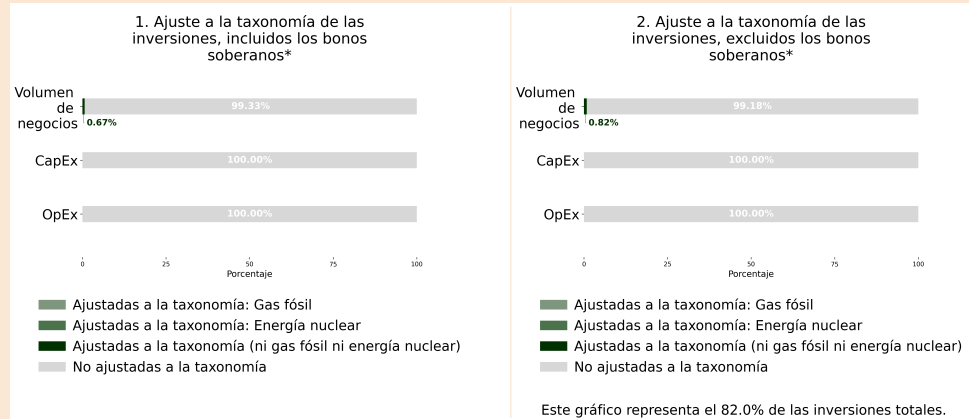 1. Ajuste a la taxonomía de las
inversiones, incluidos los bonos
soberanos*
Volumen
de
negocios
99.33%
0.67%
CapEx
100.00%
OpEx
100.00%
0
25
50
75
100
Porcentaje
Ajustadas a la taxonomía: Gas fósil
Ajustadas a la taxonomía: Energía nuclear
Ajustadas a la taxonomía (ni gas fósil ni energía nuclear)
No ajustadas a la taxonomía
2. Ajuste a la taxonomía de las
inversiones, excluidos los bonos
soberanos*
Volumen
de
negocios
99.18%
0.82%
CapEx
100.00%
OpEx
100.00%
0
25
50
75
100
Porcentaje
Ajustadas a la taxonomía: Gas fósil
Ajustadas a la taxonomía: Energía nuclear
Ajustadas a la taxonomía (ni gas fósil ni energía nuclear)
No ajustadas a la taxonomía
Este gráfico representa el 82.0% de las inversiones totales.